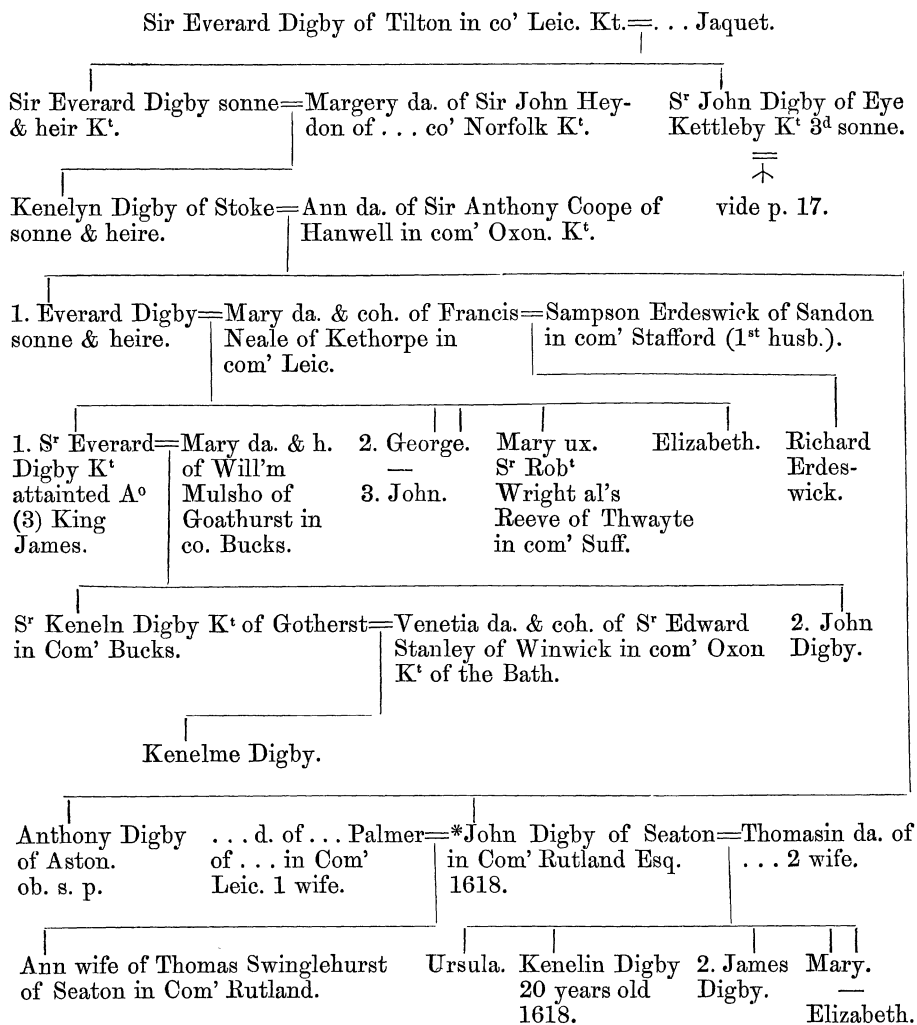 Sir Everard Digby of Tilton in co' Leic. Kt.=. . . Jaquet.
Sir Everard Digby sonne=
& heir Kᵗ.
Margery da. of Sir John Hey-
don of . . . co' Norfolk Kᵗ.
Sʳ John Digby of Eye
Kettleby Kᵗ 3ᵈ sonne.
=
vide p. 17.
Kenelyn Digby of Stoke=
sonne & heire.
Ann da. of Sir Anthony Coope of
Hanwell in com' Oxon. Kᵗ.
1. Everard Digby=
sonne & heire.
Mary da. & coh. of Francis=
Neale of Kethorpe in
com' Leic.
Sampson Erdeswick of Sandon
in com' Stafford (1ˢᵗ husb.).
1. Sʳ Everard=
Digby Kᵗ
attainted Aº
(3) King
James.
Mary da. & h.
of Will'm
Mulsho of
Goathurst in
co. Bucks.
2. George.
—
3. John.
Mary ux.
Sʳ Robᵗ
Wright al's
Reeve of Thwayte
in com' Suff.
Elizabeth.
Richard
Erdes-
wick.
Sʳ Keneln Digby Kᵗ of Gotherst=
in Com' Bucks.
Venetia da. & coh. of Sʳ Edward
Stanley of Winwick in com' Oxon
Kᵗ of the Bath.
2. John
Digby.
Kenelme Digby.
Anthony Digby
of Aston.
ob. s. p.
. . . d. of . . . Palmer=
of . . . in Com'
Leic. 1 wife.
*John Digby of Seaton=
in Com' Rutland Esq.
1618.
Thomasin da. of
. . . 2 wife.
Ann wife of Thomas Swinglehurst
of Seaton in Com' Rutland.
Ursula.
Kenelin Digby
20 years old
1618.
2. James
Digby.
Mary.
—
Elizabeth.